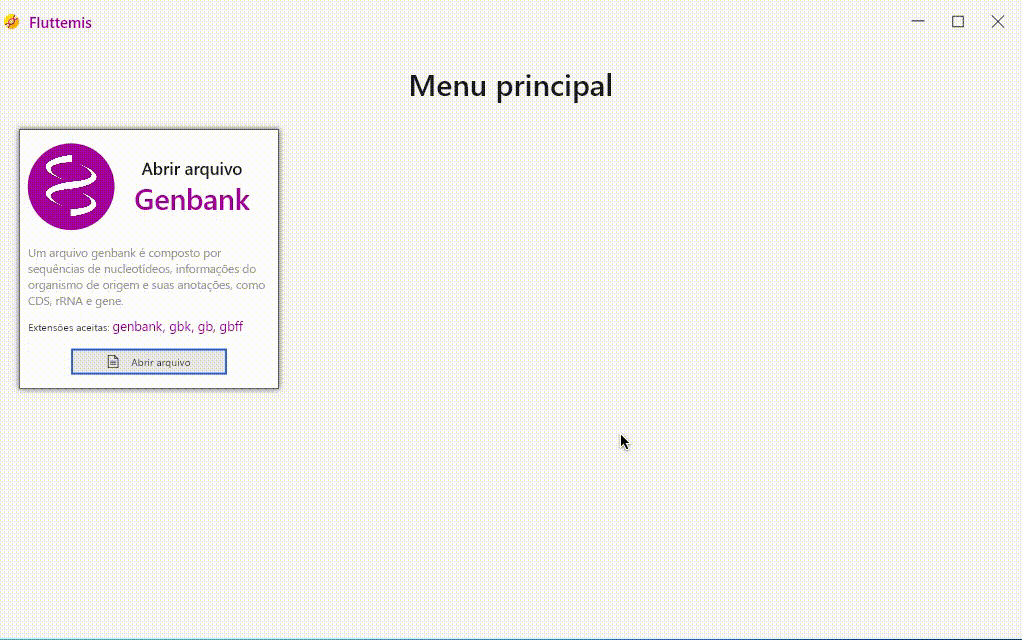 Fluttemis
Menu principal
Abrir arquivo
Genbank
Um arquivo genbank é composto por
sequências de nucleotídeos, informações do
organismo de origem e suas anotações, como
CDS, rRNA e gene.
Extensões aceitas: genbank, gbk, gb, gbff
Abrir arquivo